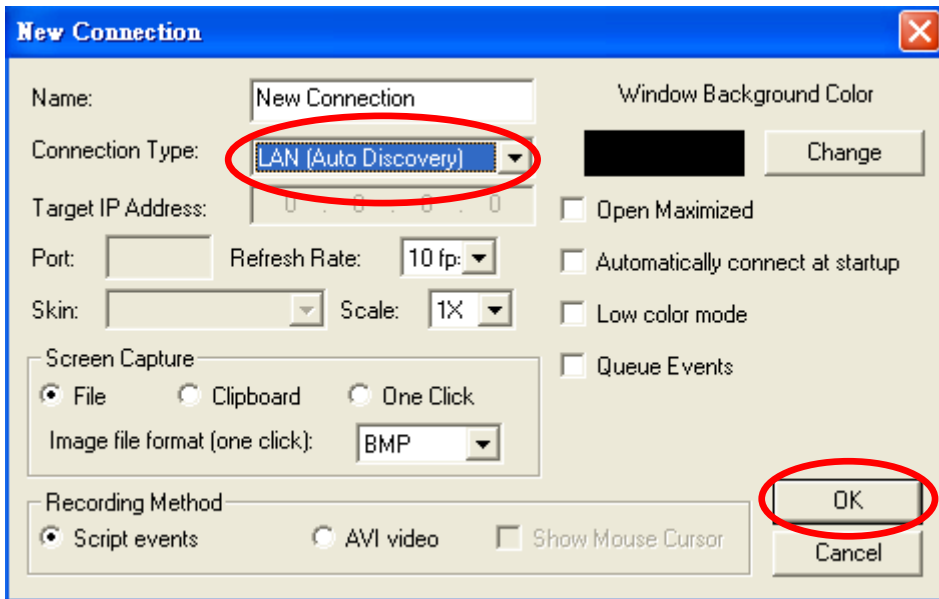 New Connection
Name: New Connection
Window Background Color
Connection Type: LAN (Auto Discovery)
Change
Target IP Address: 0 . 0 . 0 . 0
Open Maximized
Port: Refresh Rate: 10 fp
Automatically connect at startup
Skin: Scale: 1X
Low color mode
Screen Capture
Queue Events
File Clipboard One Click
Image file format (one click): BMP
Recording Method
OK
Script events AVI video Show Mouse Cursor
Cancel